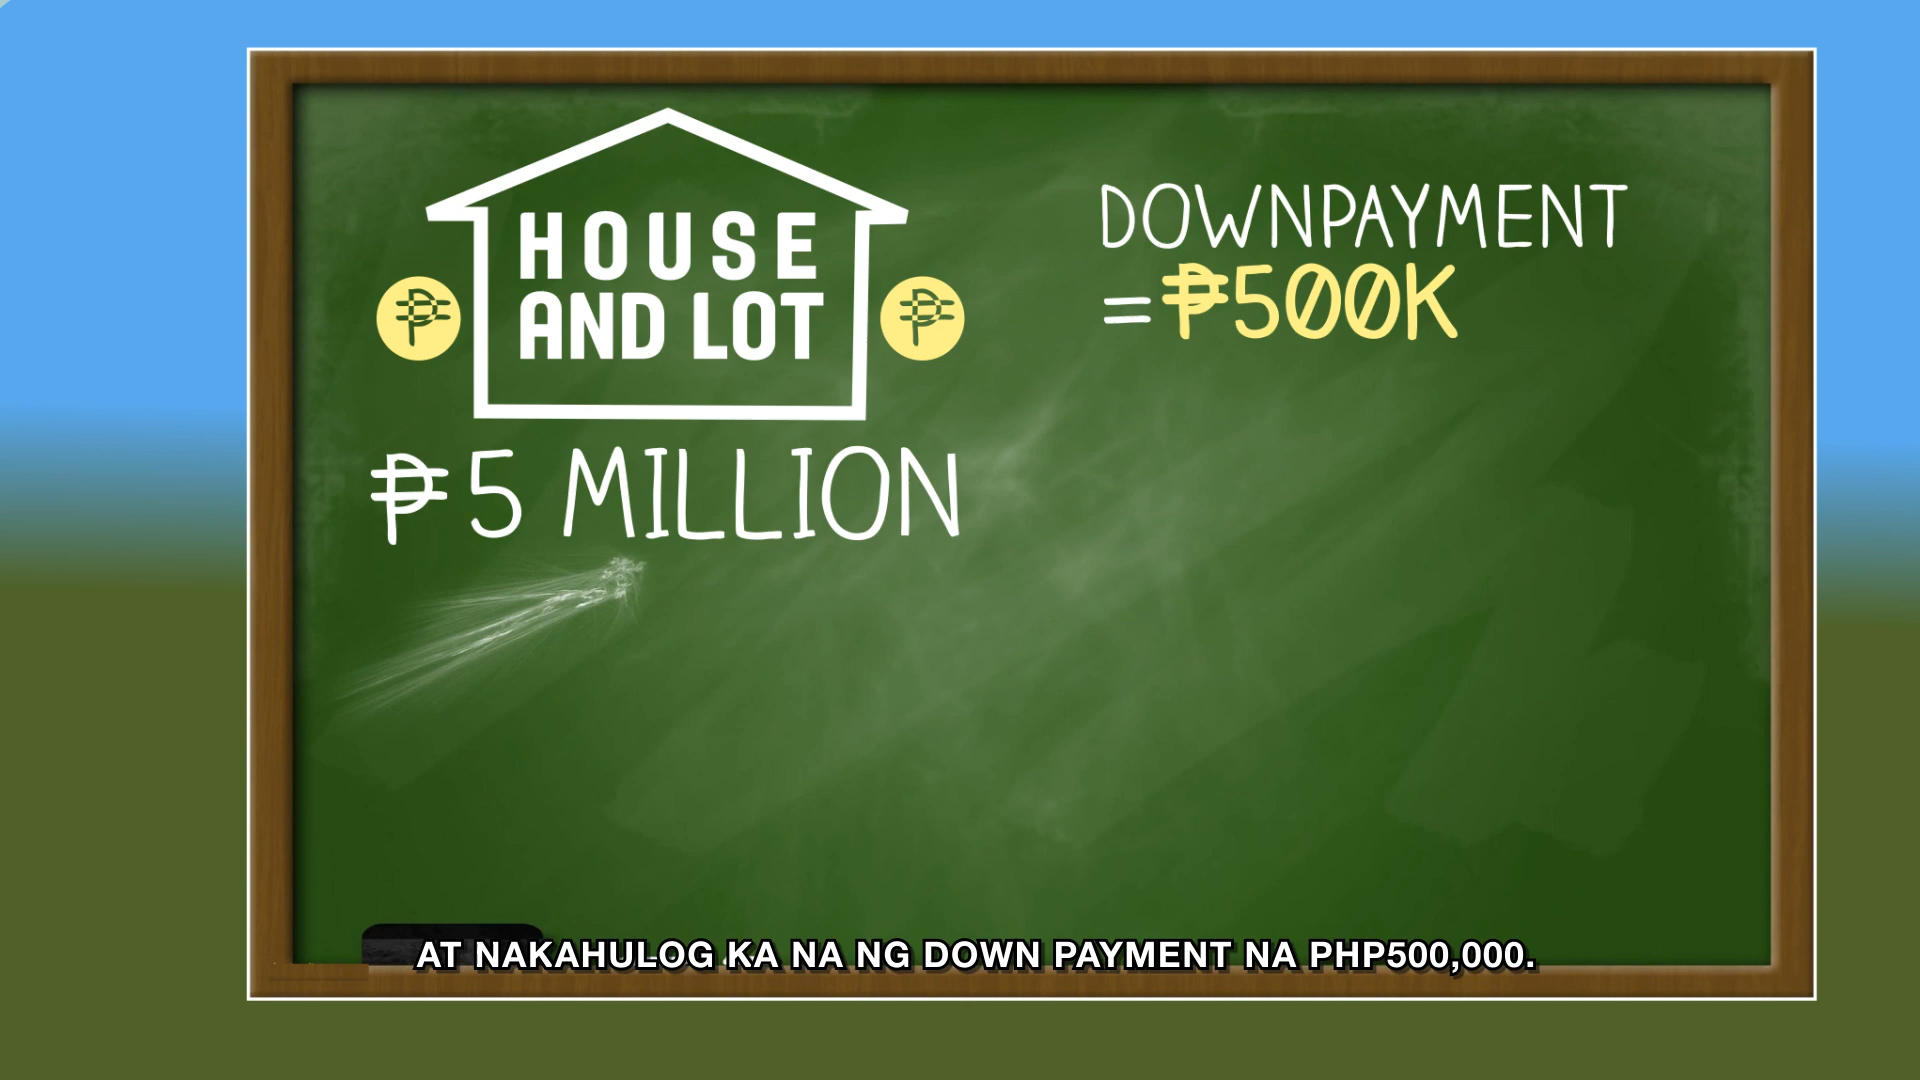 HOUSE
AND LOT
₱
₱
₱5 MILLION
DOWNPAYMENT
=₱500K
AT NAKAHULOG KA NA NG DOWN PAYMENT NA PHP500,000.